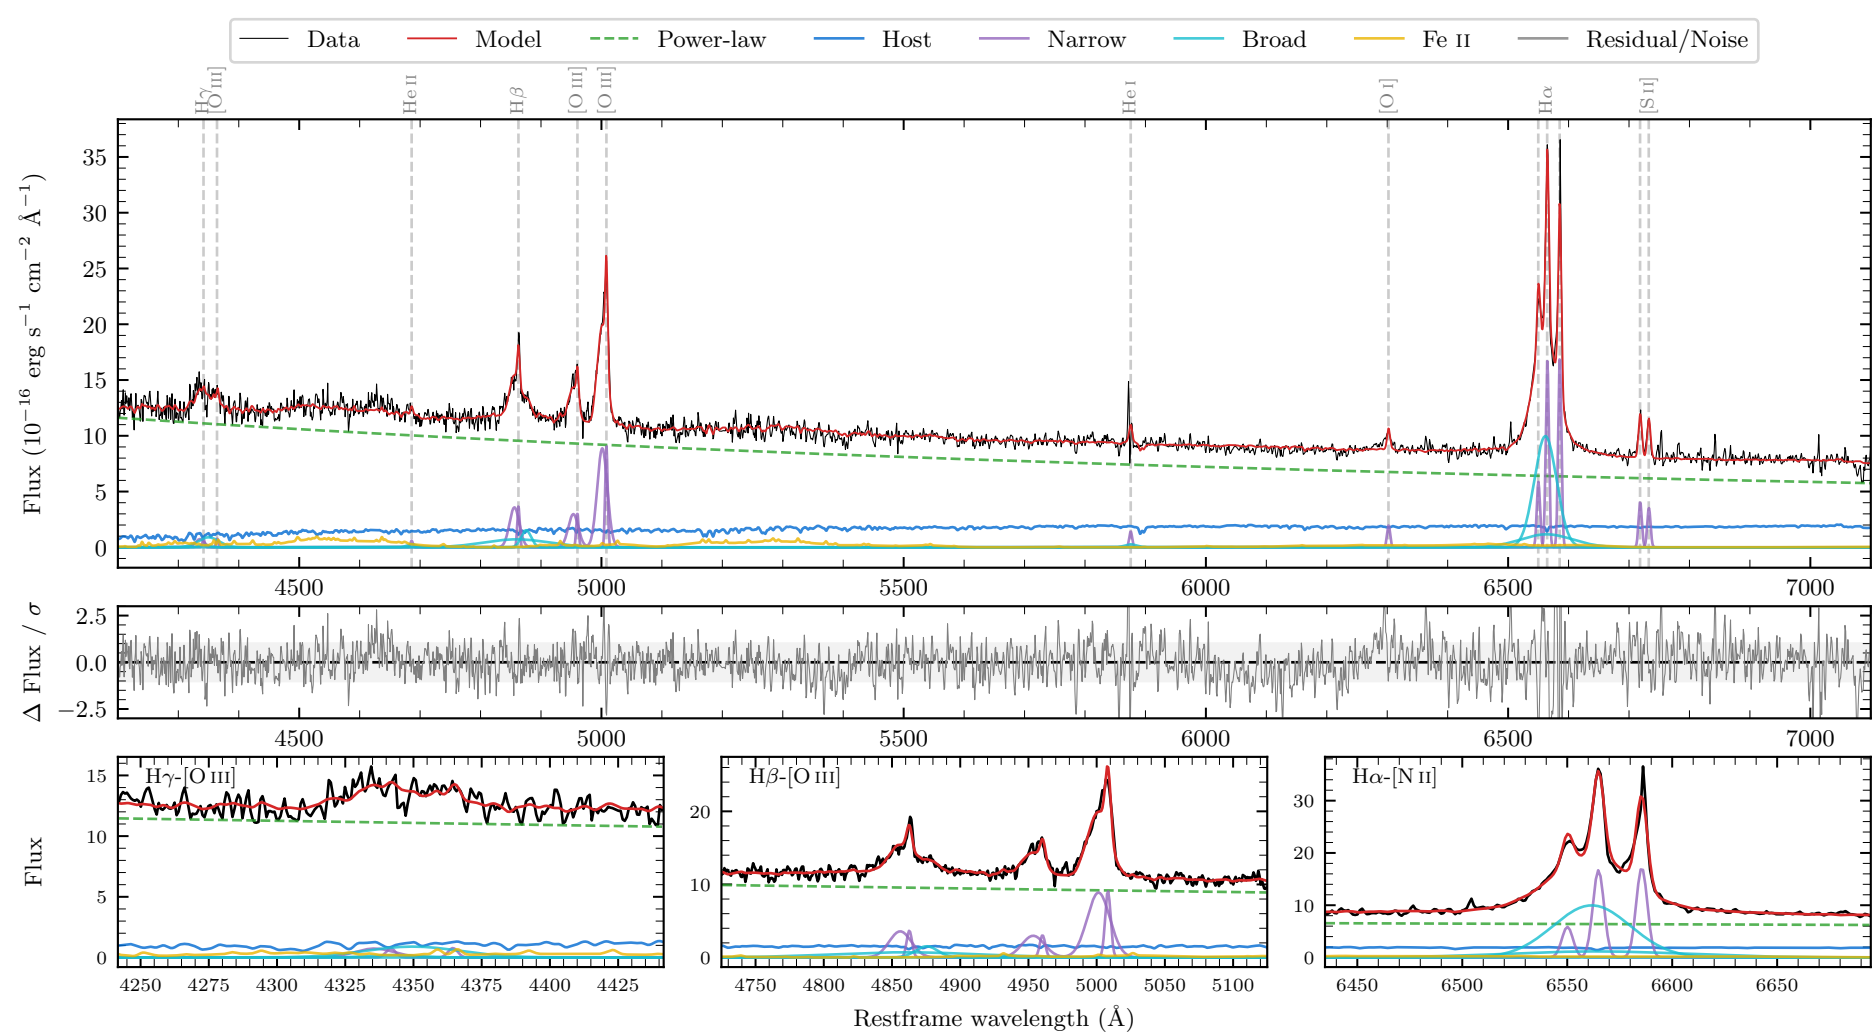 Data Model Power-law Host Narrow Broad Fe II Residual/Noise
Hγ [O III] He II Hβ [O III] [O III] He I [O I] Hα [S II]
Flux (10⁻¹⁶ erg s⁻¹ cm⁻² Å⁻¹)
35
30
25
20
15
10
5
0
4500 5000 5500 6000 6500 7000
Δ Flux / σ
2.5
0.0
−2.5
4500 5000 5500 6000 6500 7000
Flux
Hγ-[O III]
15
10
5
0
4250 4275 4300 4325 4350 4375 4400 4425
Hβ-[O III]
20
10
0
4750 4800 4850 4900 4950 5000 5050 5100
Hα-[N II]
30
20
10
0
6450 6500 6550 6600 6650
Restframe wavelength (Å)